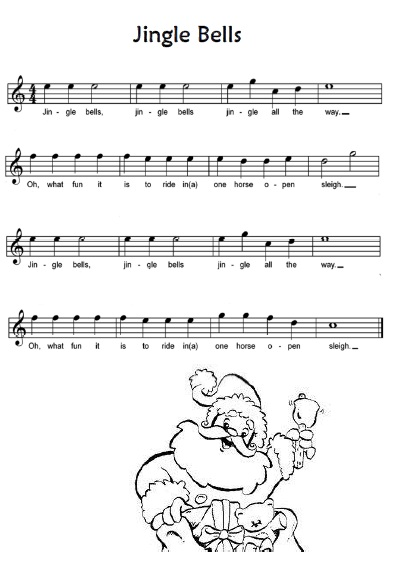 Jingle Bells
4
4
Jin - gle bells, jin - gle bells jin - gle all the way.
Oh, what fun it is to ride in(a) one horse o - pen sleigh.
Jin - gle bells, jin - gle bells jin - gle all the way.
Oh, what fun it is to ride in(a) one horse o - pen sleigh.